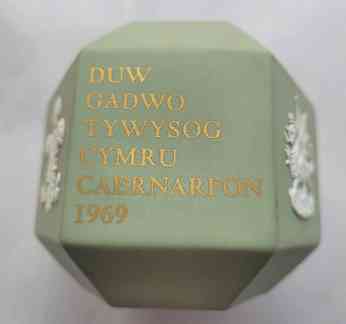 DUW
GADWO
TYWYSOG
CYMRU
CAERNARFON
1969